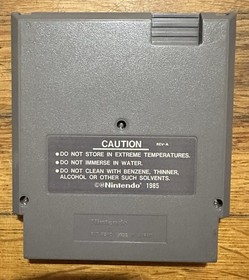 CAUTION REV-A
• DO NOT STORE IN EXTREME TEMPERATURES.
• DO NOT IMMERSE IN WATER.
• DO NOT CLEAN WITH BENZENE, THINNER,
ALCOHOL OR OTHER SUCH SOLVENTS.
©Nintendo® 1985